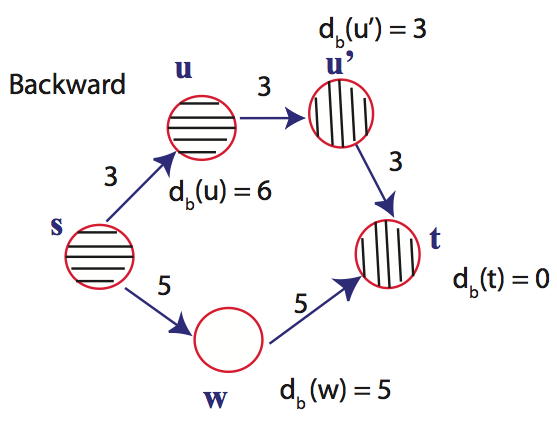 d_b(u') = 3
u
u'
Backward
3
3
3
d_b(u) = 6
s
t
5
5
d_b(t) = 0
w
d_b(w) = 5